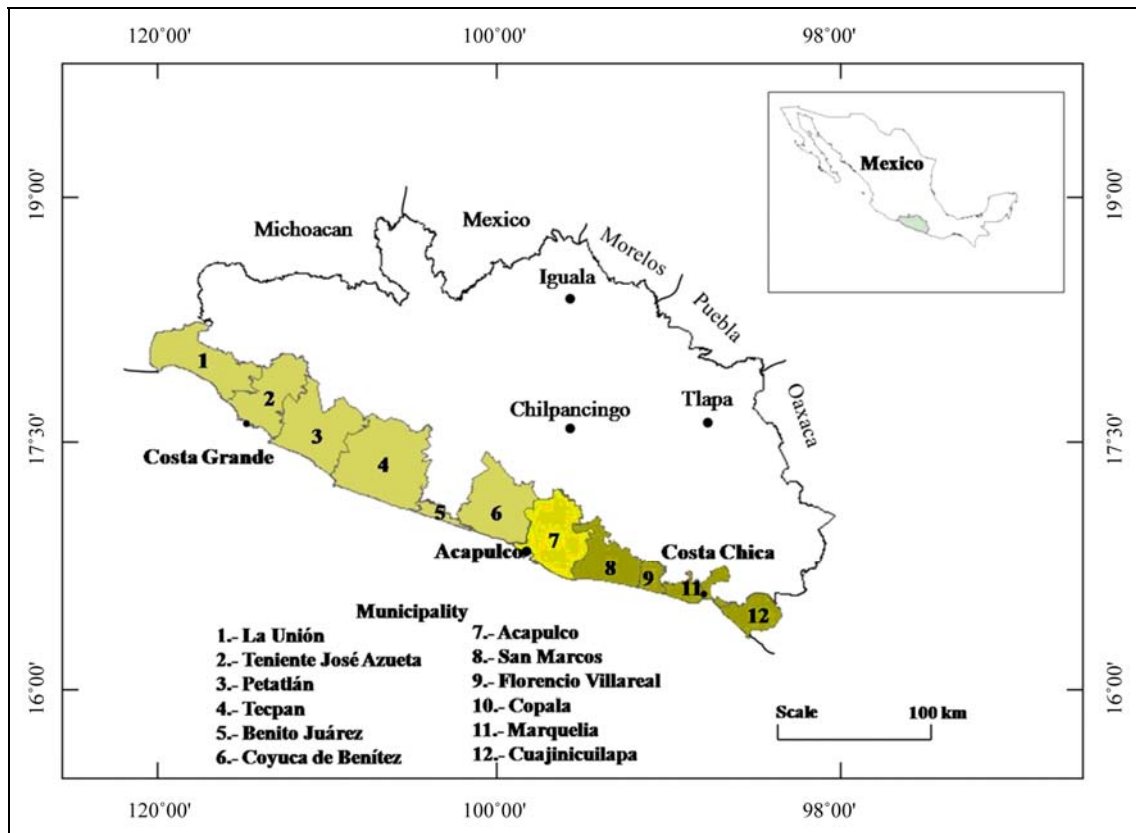 120°00'
100°00'
98°00'
19°00'
19°00'
Mexico
Michoacan
Mexico
Morelos
Puebla
Oaxaca
Iguala
Chilpancingo
Tlapa
17°30'
17°30'
1
2
3
4
5
6
7
8
9
11
12
Costa Grande
Acapulco
Costa Chica
Municipality
1.- La Unión
2.- Teniente José Azueta
3.- Petatlán
4.- Tecpan
5.- Benito Juárez
6.- Coyuca de Benítez
7.- Acapulco
8.- San Marcos
9.- Florencio Villareal
10.- Copala
11.- Marquelia
12.- Cuajinicuilapa
16°00'
16°00'
Scale 100 km
120°00'
100°00'
98°00'